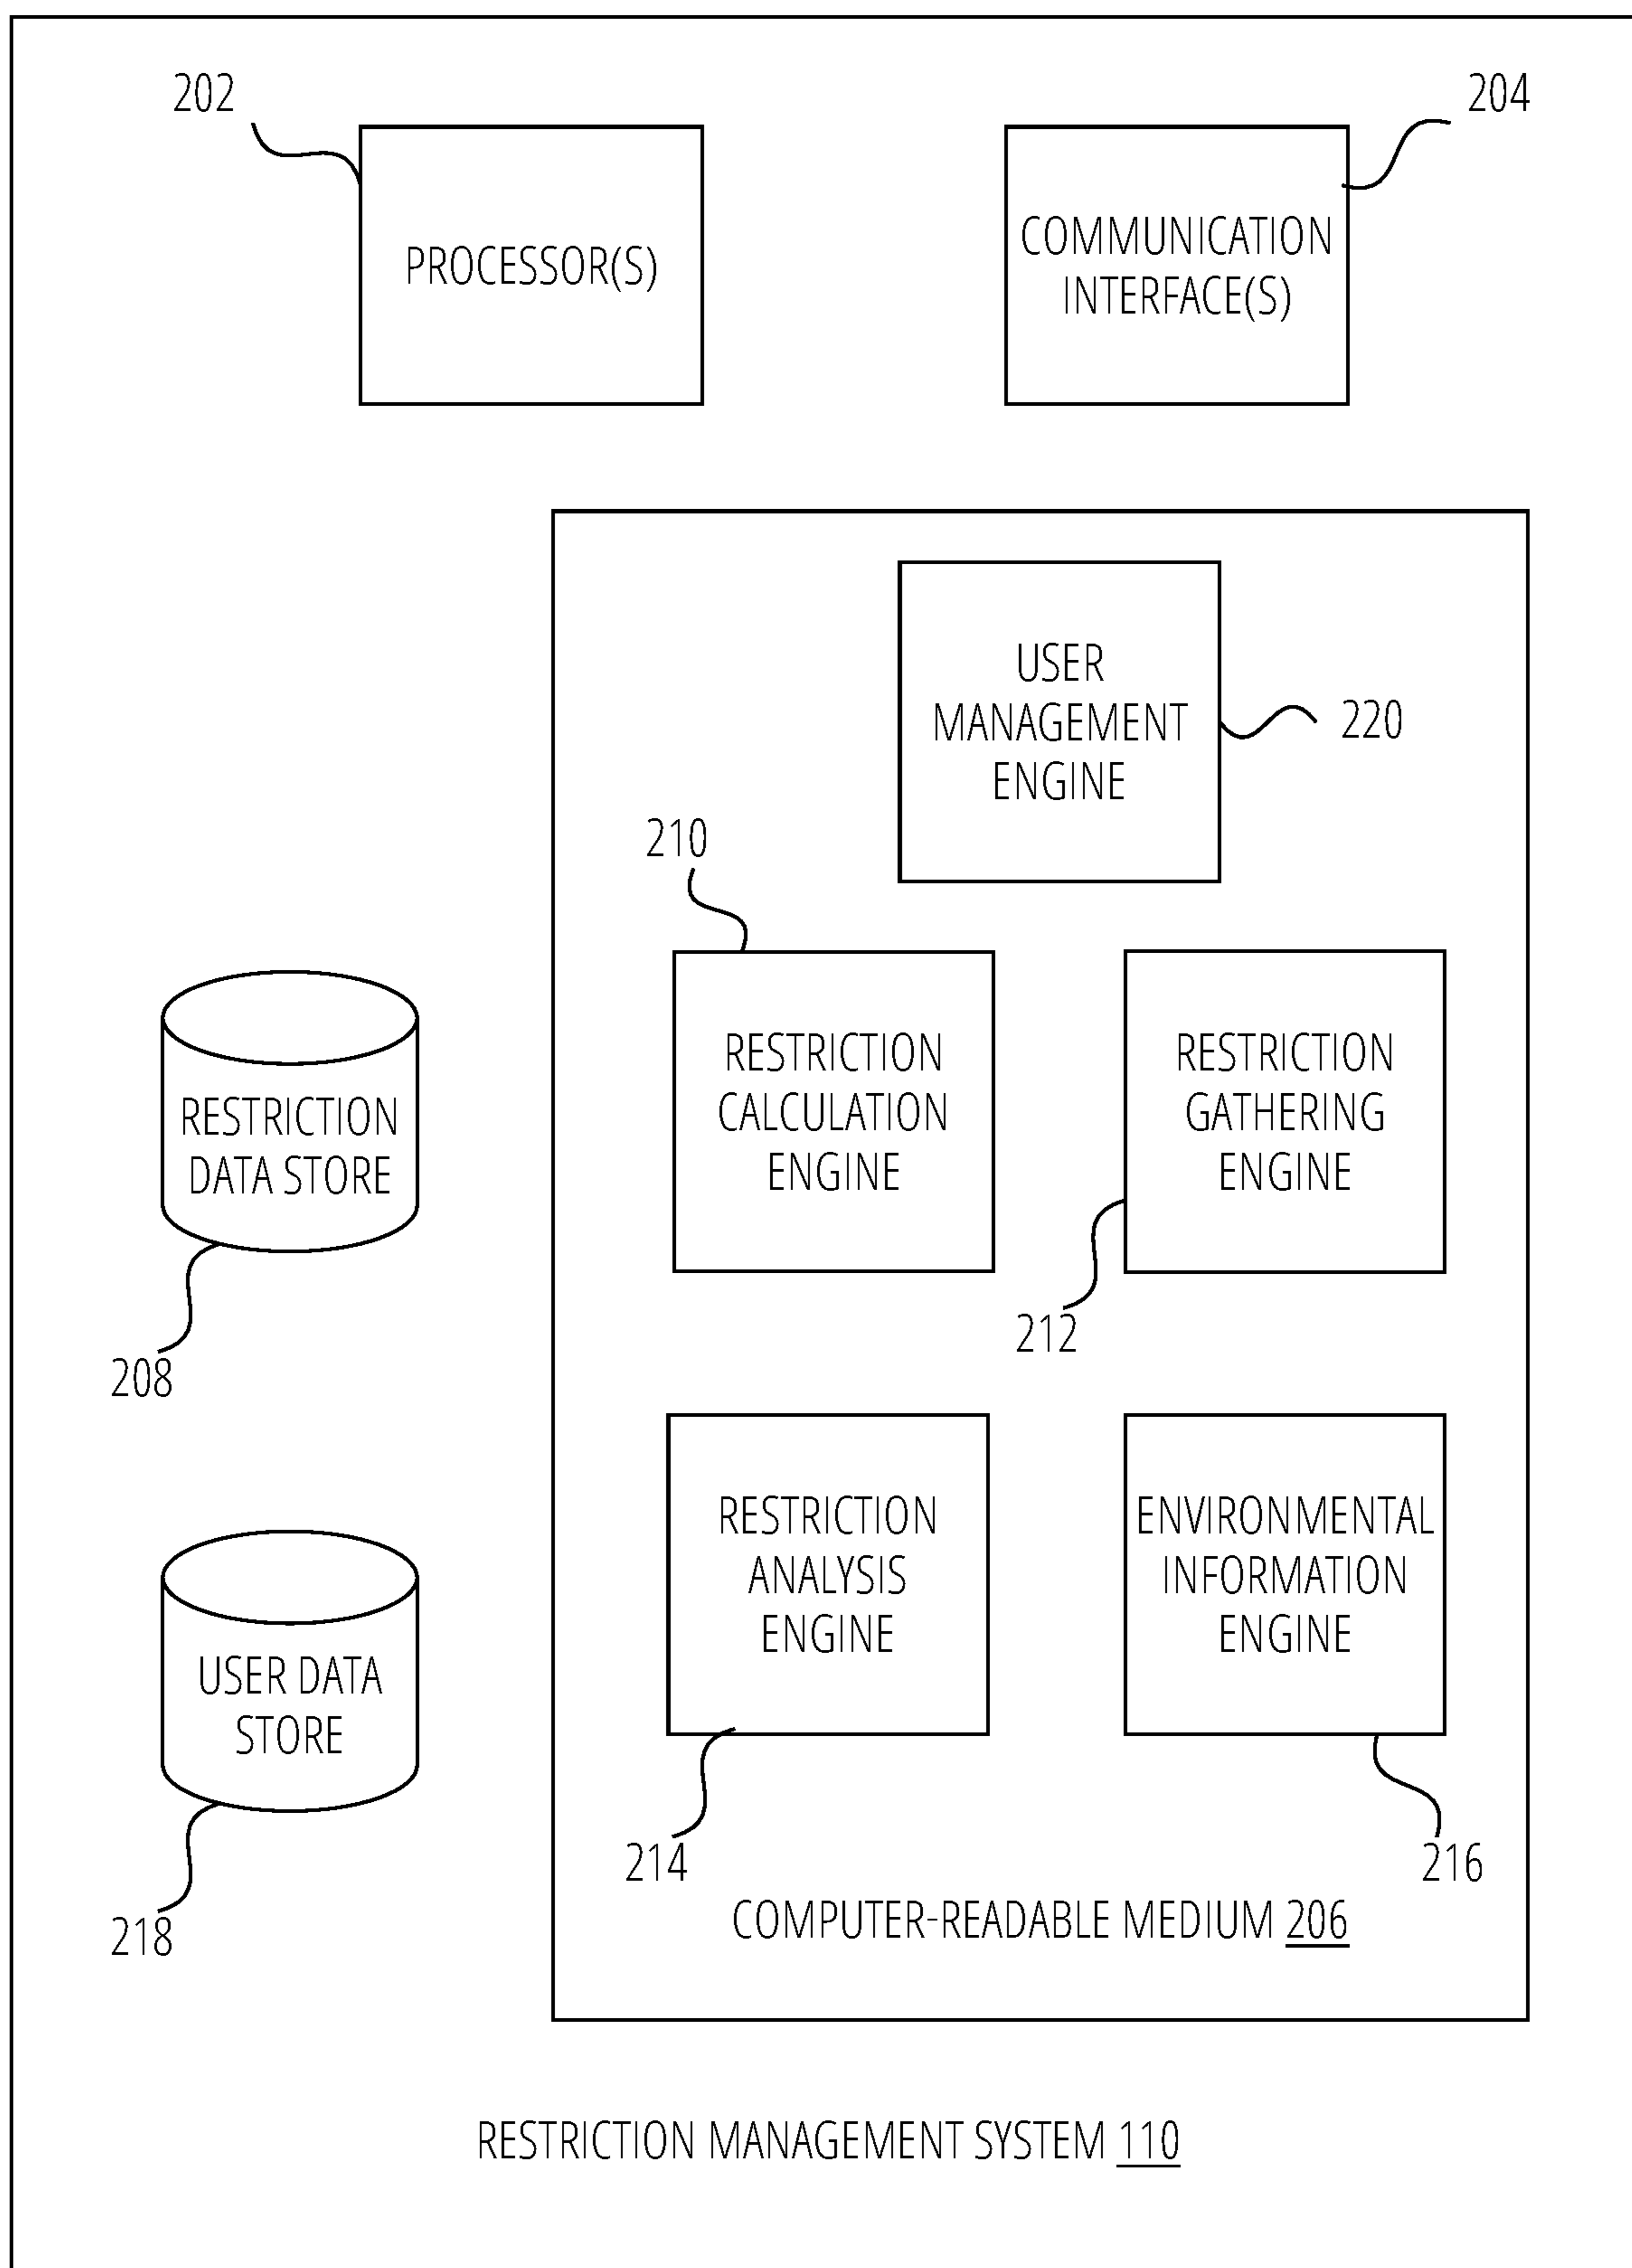 202
204
PROCESSOR(S)
COMMUNICATION
INTERFACE(S)
USER
MANAGEMENT
ENGINE
220
210
RESTRICTION
CALCULATION
ENGINE
RESTRICTION
GATHERING
ENGINE
212
RESTRICTION
DATA STORE
208
RESTRICTION
ANALYSIS
ENGINE
214
ENVIRONMENTAL
INFORMATION
ENGINE
216
USER DATA
STORE
218
COMPUTER-READABLE MEDIUM 206
RESTRICTION MANAGEMENT SYSTEM 110